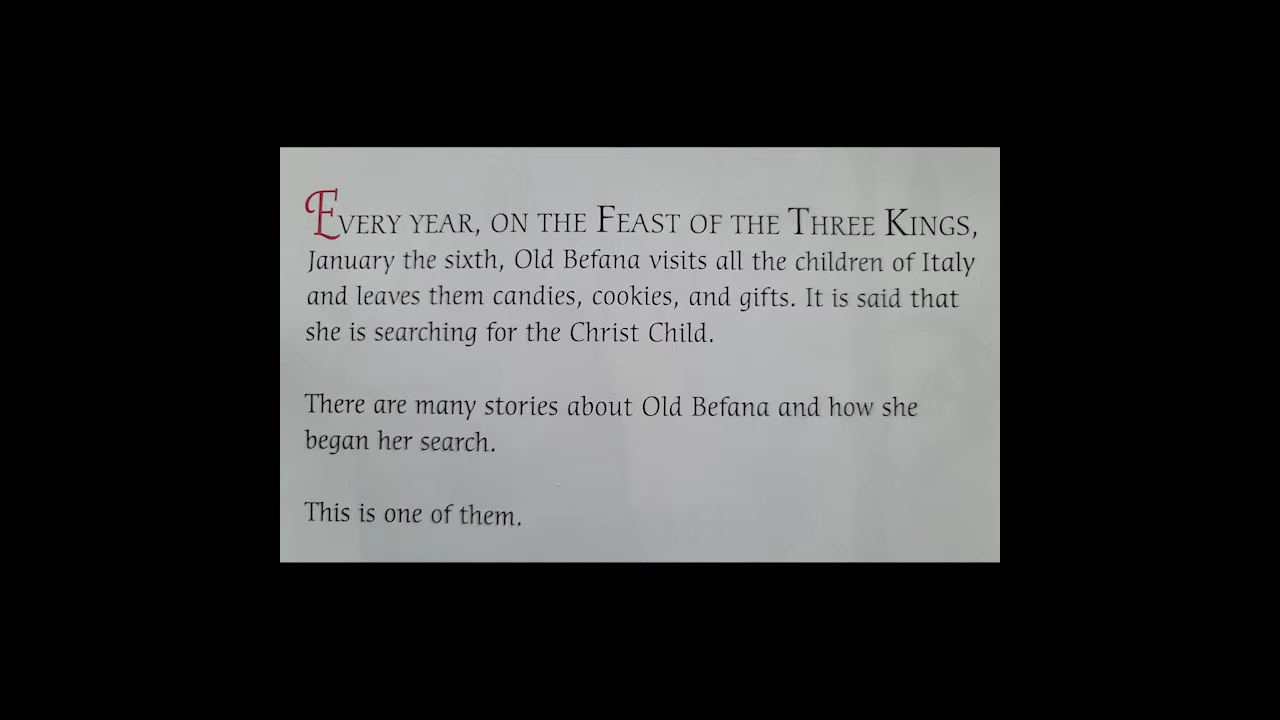 EVERY YEAR, ON THE FEAST OF THE THREE KINGS,
January the sixth, Old Befana visits all the children of Italy
and leaves them candies, cookies, and gifts. It is said that
she is searching for the Christ Child.
There are many stories about Old Befana and how she
began her search.
This is one of them.